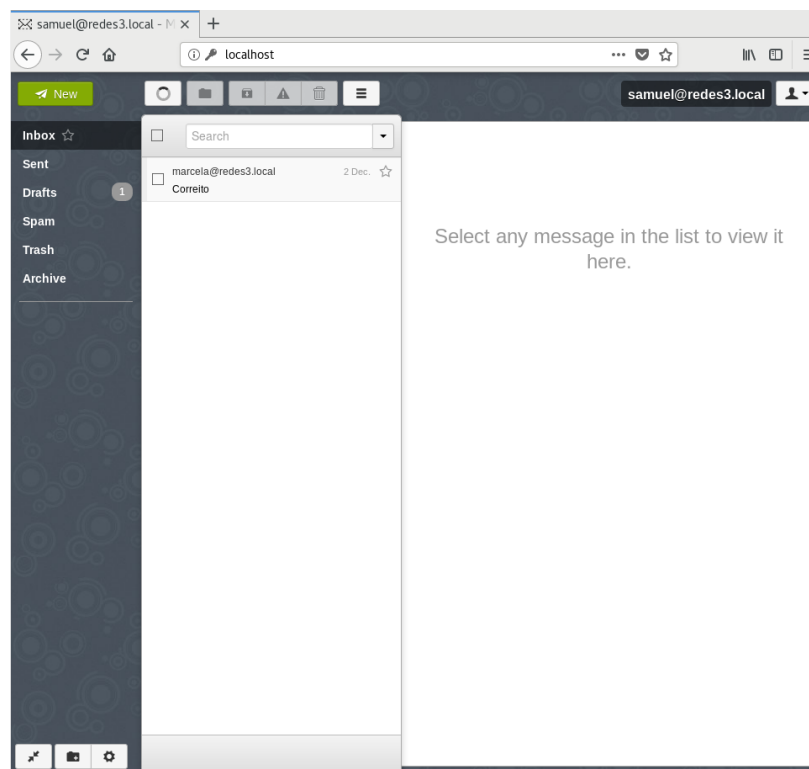 samuel@redes3.local - M
localhost
New
samuel@redes3.local
Inbox
Search
Sent
marcela@redes3.local 2 Dec.
Correito
Drafts 1
Spam
Trash
Archive
Select any message in the list to view it
here.